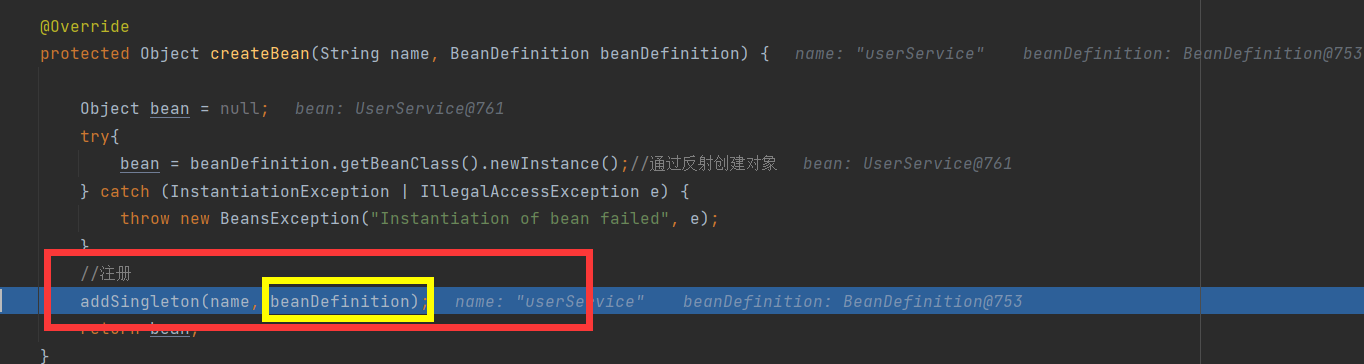 @Override
protected Object createBean(String name, BeanDefinition beanDefinition) { name: "userService" beanDefinition: BeanDefinition@753
Object bean = null; bean: UserService@761
try{
bean = beanDefinition.getBeanClass().newInstance();//通过反射创建对象 bean: UserService@761
} catch (InstantiationException | IllegalAccessException e) {
throw new BeansException("Instantiation of bean failed", e);
}
//注册
addSingleton(name, beanDefinition); name: "userService" beanDefinition: BeanDefinition@753
return bean;
}